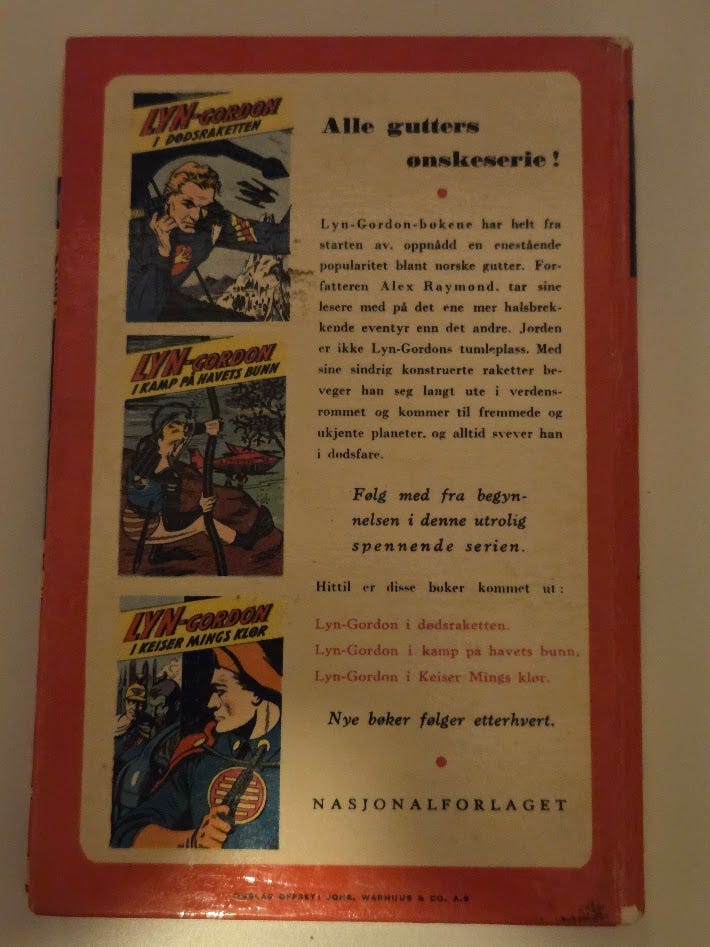 LYN-GORDON
I DØDSRAKETTEN
LYN-GORDON
I KAMP PÅ HAVETS BUNN
LYN-GORDON
I KEISER MINGS KLØR
Alle gutters
ønskeserie!
Lyn-Gordon-bøkene har helt fra
starten av, oppnådd en enestående
popularitet blant norske gutter. For-
fatteren Alex Raymond, tar sine
lesere med på det ene mer halsbrek-
kende eventyr enn det andre. Jorden
er ikke Lyn-Gordons tumleplass. Med
sine sindrig konstruerte raketter be-
veger han seg langt ute i verdens-
rommet og kommer til fremmede og
ukjente planeter, og alltid svever han
i dødsfare.
Følg med fra begyn-
nelsen i denne utrolig
spennende serien.
Hittil er disse bøker kommet ut:
Lyn-Gordon i dødsraketten.
Lyn-Gordon i kamp på havets bunn.
Lyn-Gordon i Keiser Mings klør.
Nye bøker følger etterhvert.
NASJONALFORLAGET
OMSLAG OFFSET: JOHS. WARHUUS & CO. A.S